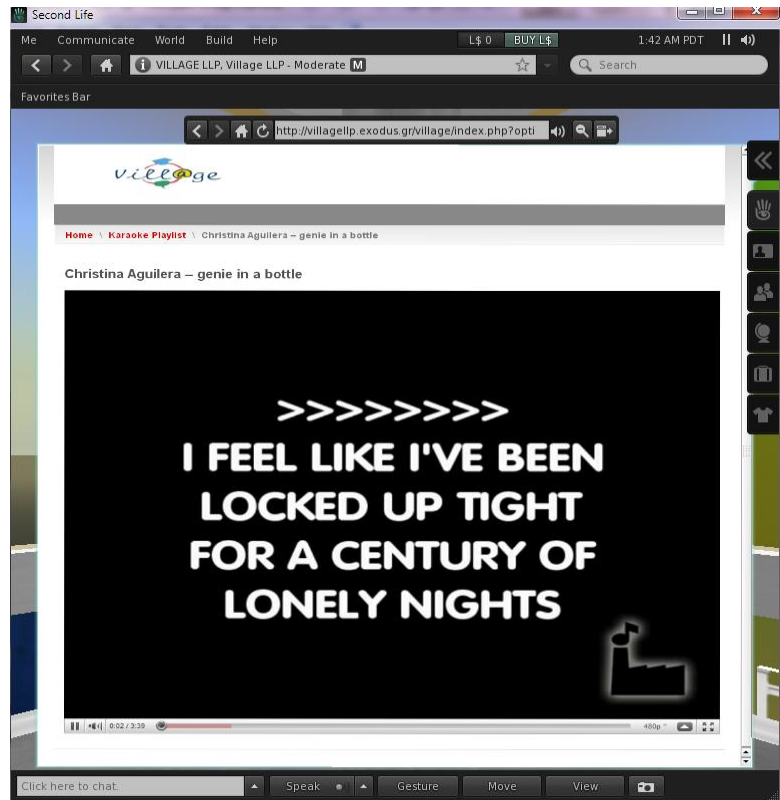 Second Life
Me Communicate World Build Help L$ 0 BUY L$ 1:42 AM PDT
VILLAGE LLP, Village LLP - Moderate M Search
Favorites Bar
http://villagellp.exodus.gr/village/index.php?opti
vill@ge
Home \ Karaoke Playlist \ Christina Aguilera – genie in a bottle
Christina Aguilera – genie in a bottle
>>>>>>>>>
I FEEL LIKE I'VE BEEN
LOCKED UP TIGHT
FOR A CENTURY OF
LONELY NIGHTS
0:02 / 3:39 480p
Click here to chat. Speak Gesture Move View